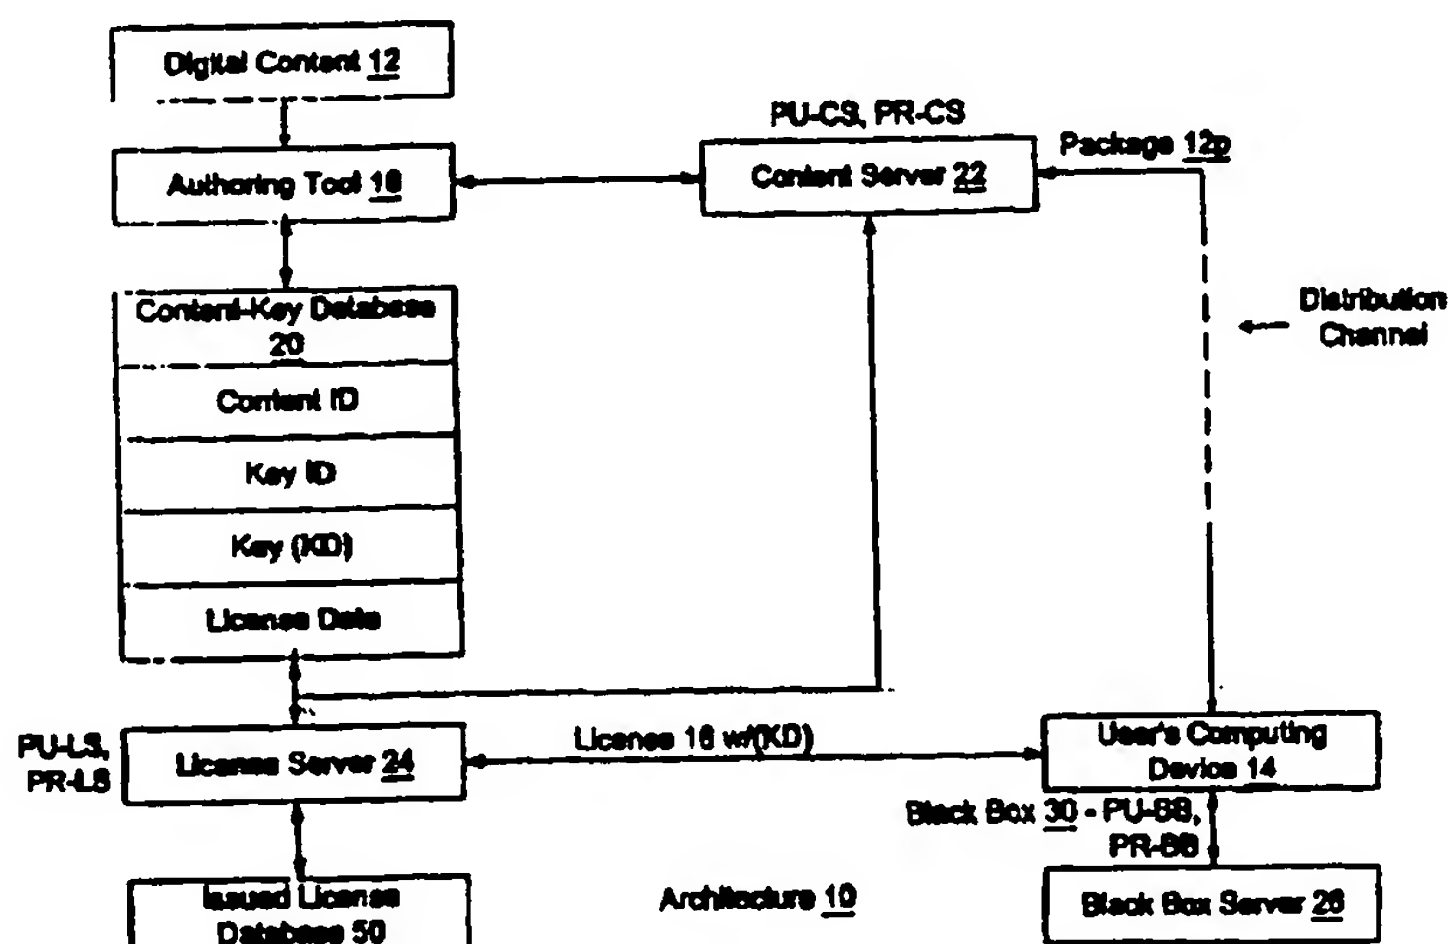 Digital Content 12
Authoring Tool 18
PU-CS, PR-CS
Content Server 22
Package 12p
Distribution
Channel
Content-Key Database
20
Content ID
Key ID
Key (KD)
License Data
PU-LS,
PR-LS
License Server 24
License 16 w/(KD)
User's Computing
Device 14
Black Box 30 - PU-BB,
PR-BB
Issued License
Database 50
Architecture 10
Black Box Server 26